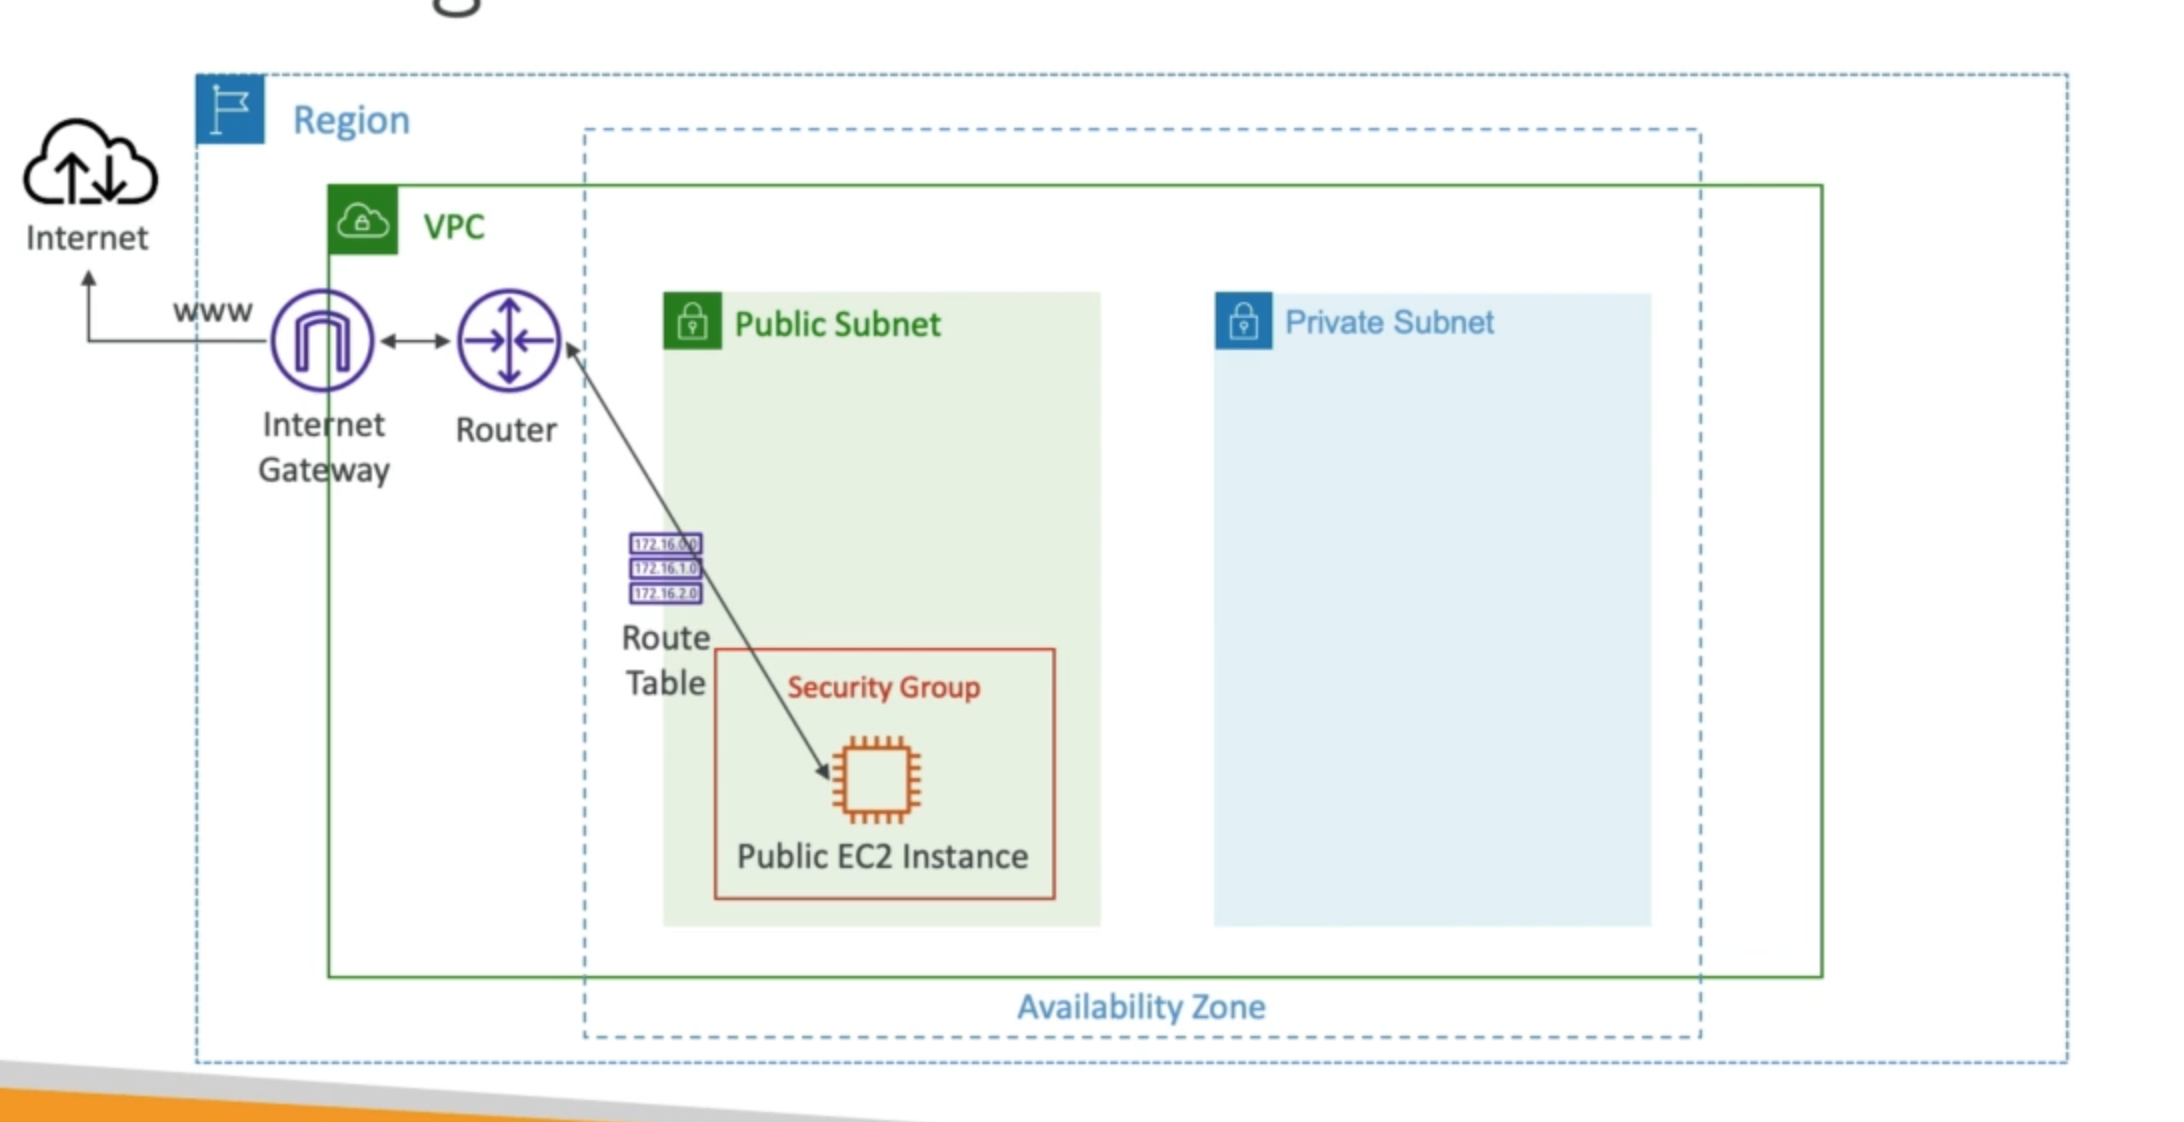 Region
Internet
VPC
www
Internet
Gateway
Router
Public Subnet
Private Subnet
172.16.0.0
172.16.1.0
172.16.2.0
Route
Table
Security Group
Public EC2 Instance
Availability Zone